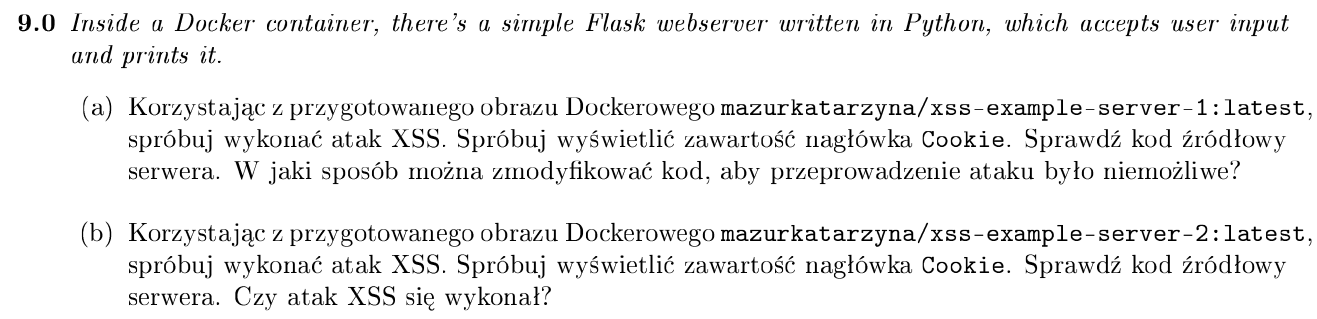 9.0 Inside a Docker container, there's a simple Flask webserver written in Python, which accepts user input
and prints it.
(a) Korzystając z przygotowanego obrazu Dockerowego mazurkatarzyna/xss-example-server-1:latest,
spróbuj wykonać atak XSS. Spróbuj wyświetlić zawartość nagłówka Cookie. Sprawdź kod źródłowy
serwera. W jaki sposób można zmodyfikować kod, aby przeprowadzenie ataku było niemożliwe?
(b) Korzystając z przygotowanego obrazu Dockerowego mazurkatarzyna/xss-example-server-2:latest,
spróbuj wykonać atak XSS. Spróbuj wyświetlić zawartość nagłówka Cookie. Sprawdź kod źródłowy
serwera. Czy atak XSS się wykonał?